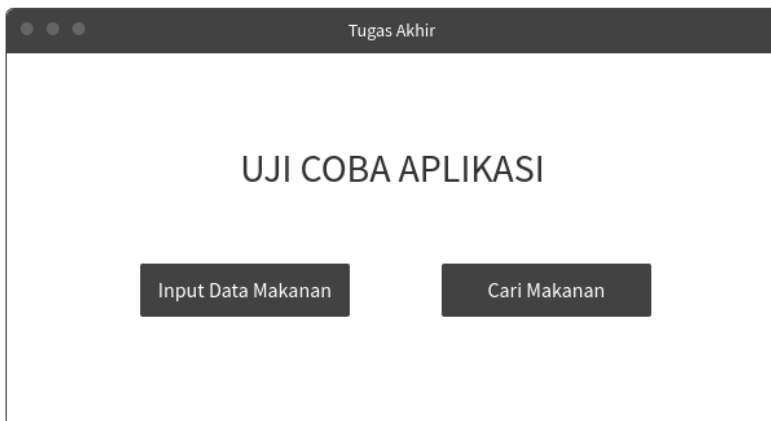 Tugas Akhir
UJI COBA APLIKASI
Input Data Makanan
Cari Makanan